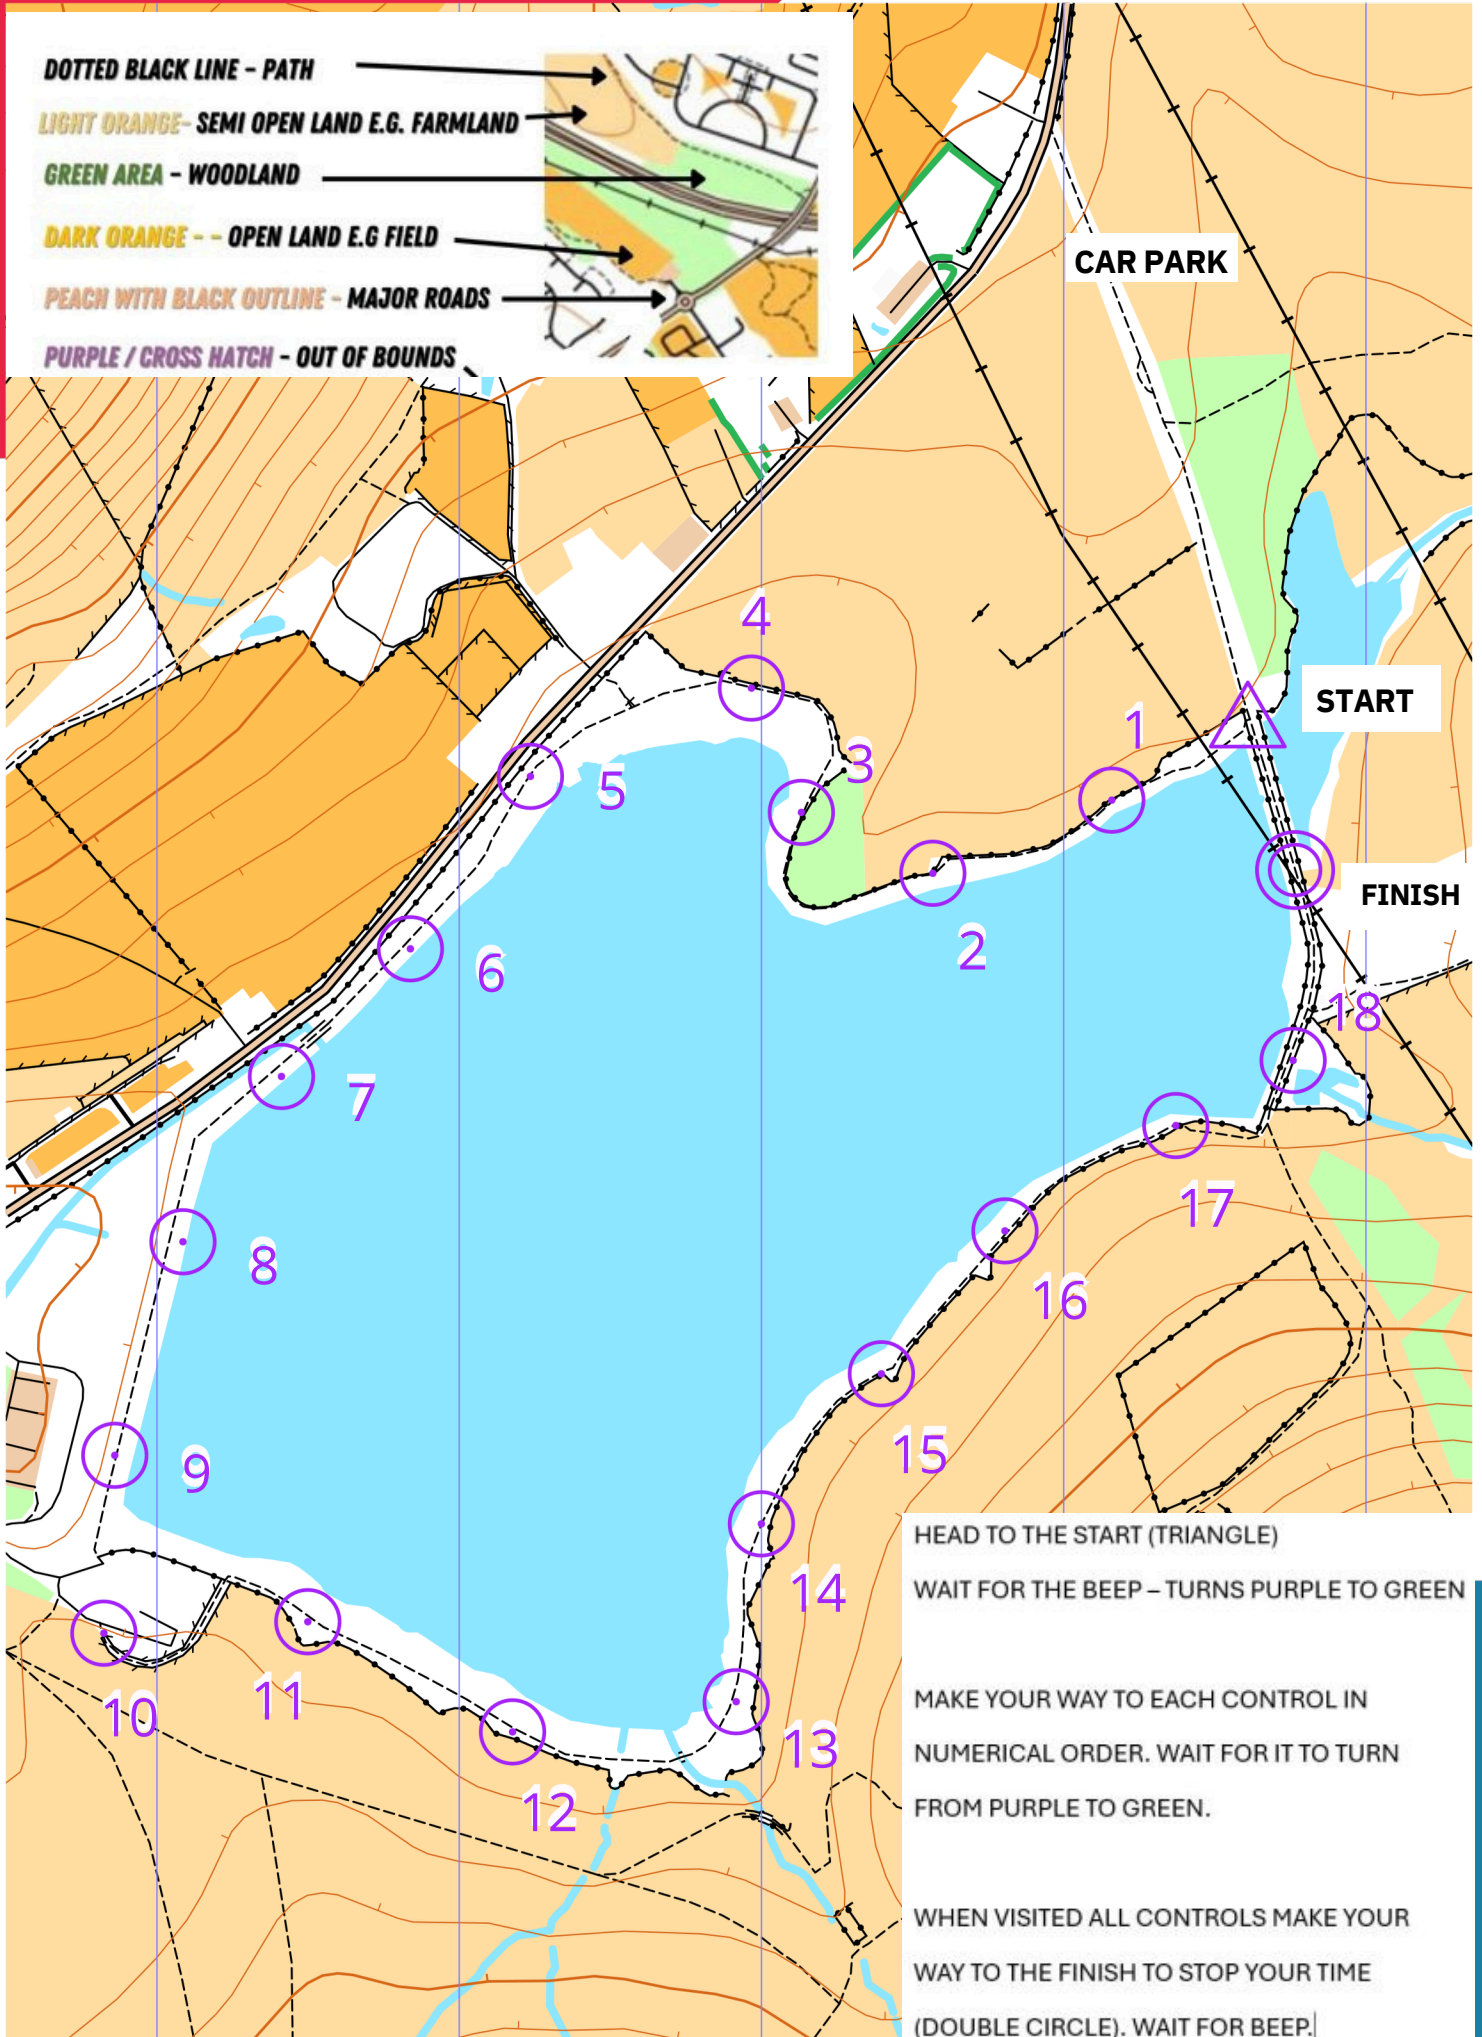 DOTTED BLACK LINE - PATH
LIGHT ORANGE- SEMI OPEN LAND E.G. FARMLAND
GREEN AREA - WOODLAND
DARK ORANGE - - OPEN LAND E.G FIELD
PEACH WITH BLACK OUTLINE - MAJOR ROADS
PURPLE / CROSS HATCH - OUT OF BOUNDS
CAR PARK
4
START
1
3
5
FINISH
2
6
18
7
17
8
16
15
9
14
11
10
13
12
HEAD TO THE START (TRIANGLE)
WAIT FOR THE BEEP – TURNS PURPLE TO GREEN
MAKE YOUR WAY TO EACH CONTROL IN
NUMERICAL ORDER. WAIT FOR IT TO TURN
FROM PURPLE TO GREEN.
WHEN VISITED ALL CONTROLS MAKE YOUR
WAY TO THE FINISH TO STOP YOUR TIME
(DOUBLE CIRCLE). WAIT FOR BEEP.